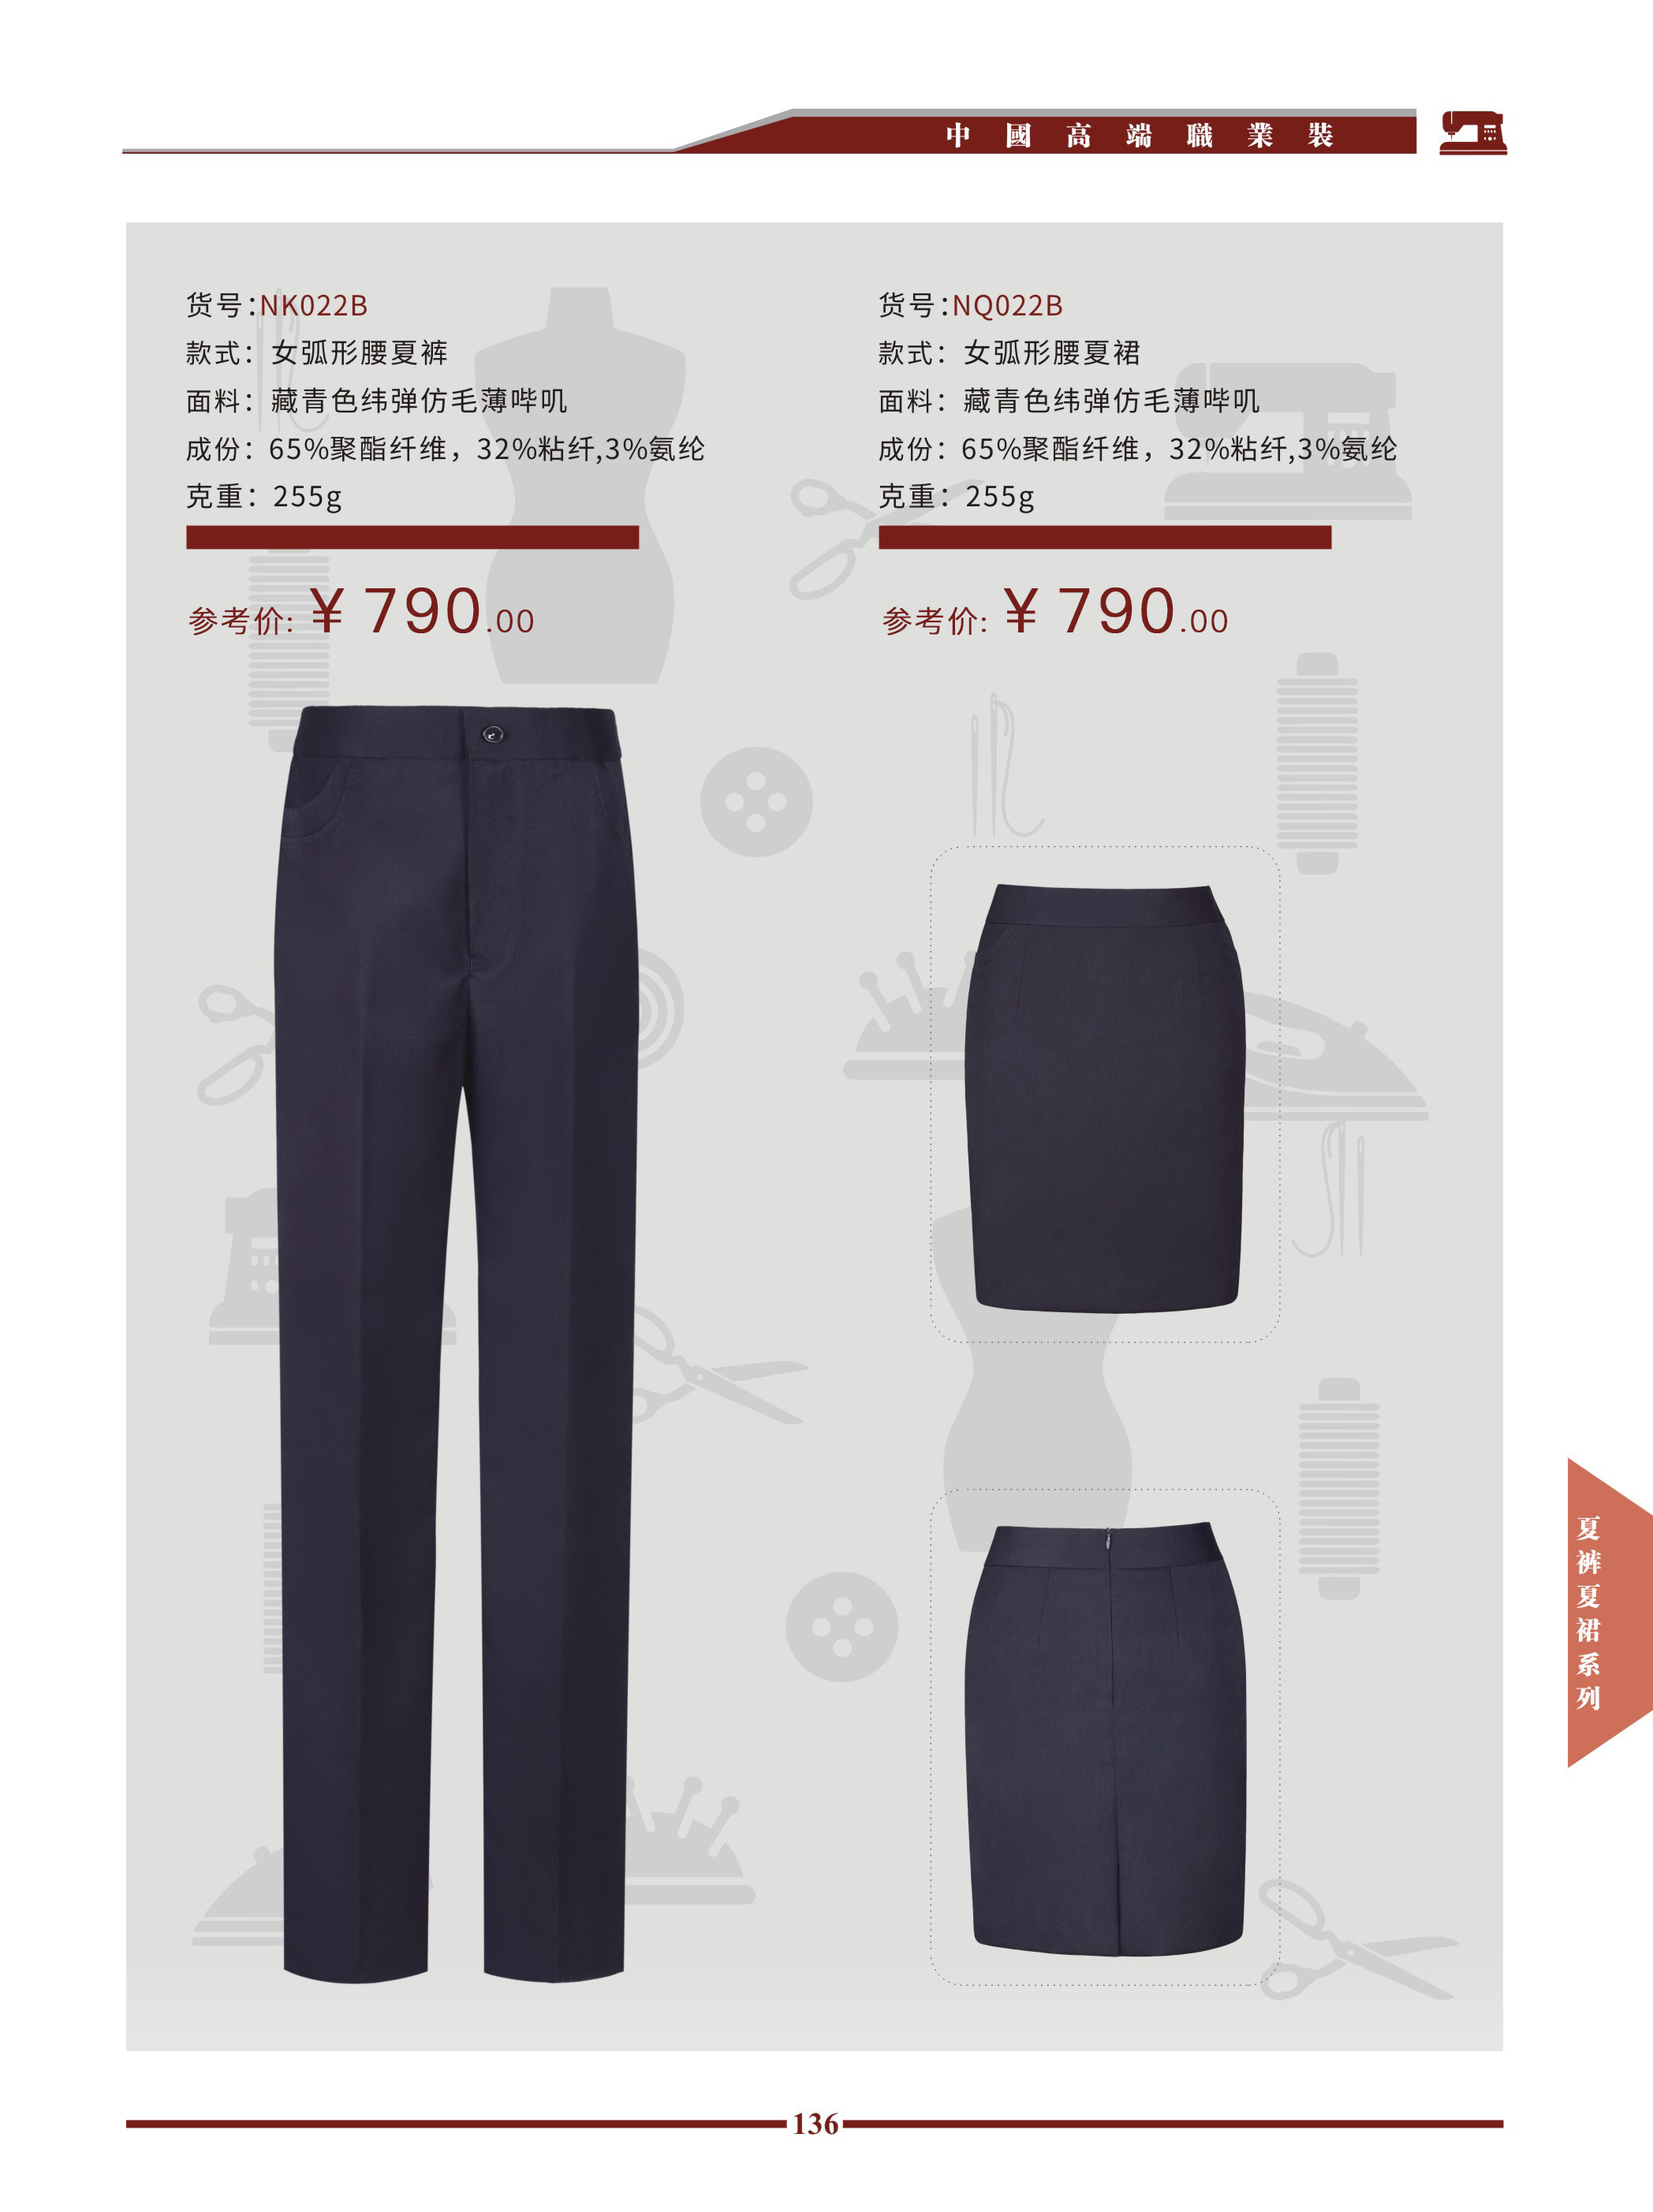 中國高端職業裝
货号:NK022B
款式：女弧形腰夏裤
面料：藏青色纬弹仿毛薄哔叽
成份：65%聚酯纤维，32%粘纤,3%氨纶
克重：255g
参考价: ¥ 790.00
货号:NQ022B
款式：女弧形腰夏裙
面料：藏青色纬弹仿毛薄哔叽
成份：65%聚酯纤维，32%粘纤,3%氨纶
克重：255g
参考价: ¥ 790.00
夏裤夏裙系列
136